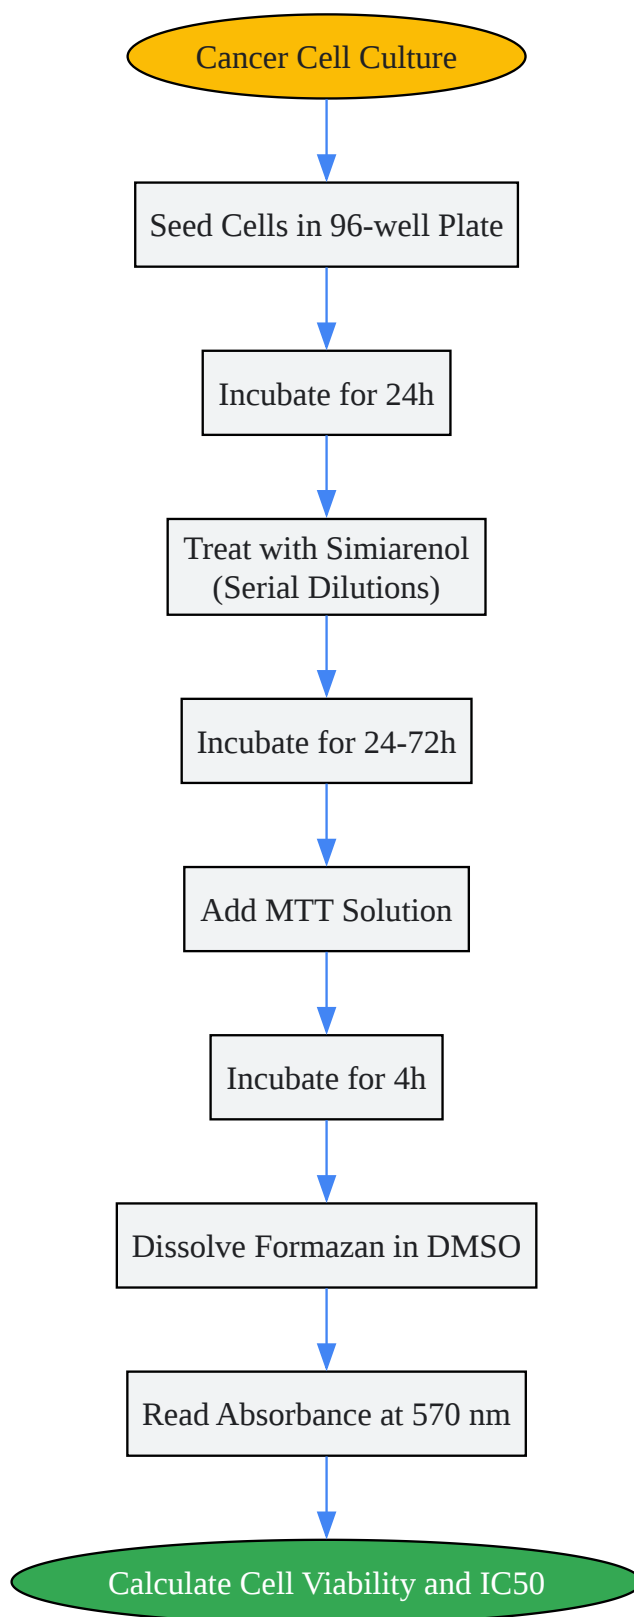 Cancer Cell Culture
Seed Cells in 96-well Plate
Incubate for 24h
Treat with Simiarenol
(Serial Dilutions)
Incubate for 24-72h
Add MTT Solution
Incubate for 4h
Dissolve Formazan in DMSO
Read Absorbance at 570 nm
Calculate Cell Viability and IC50